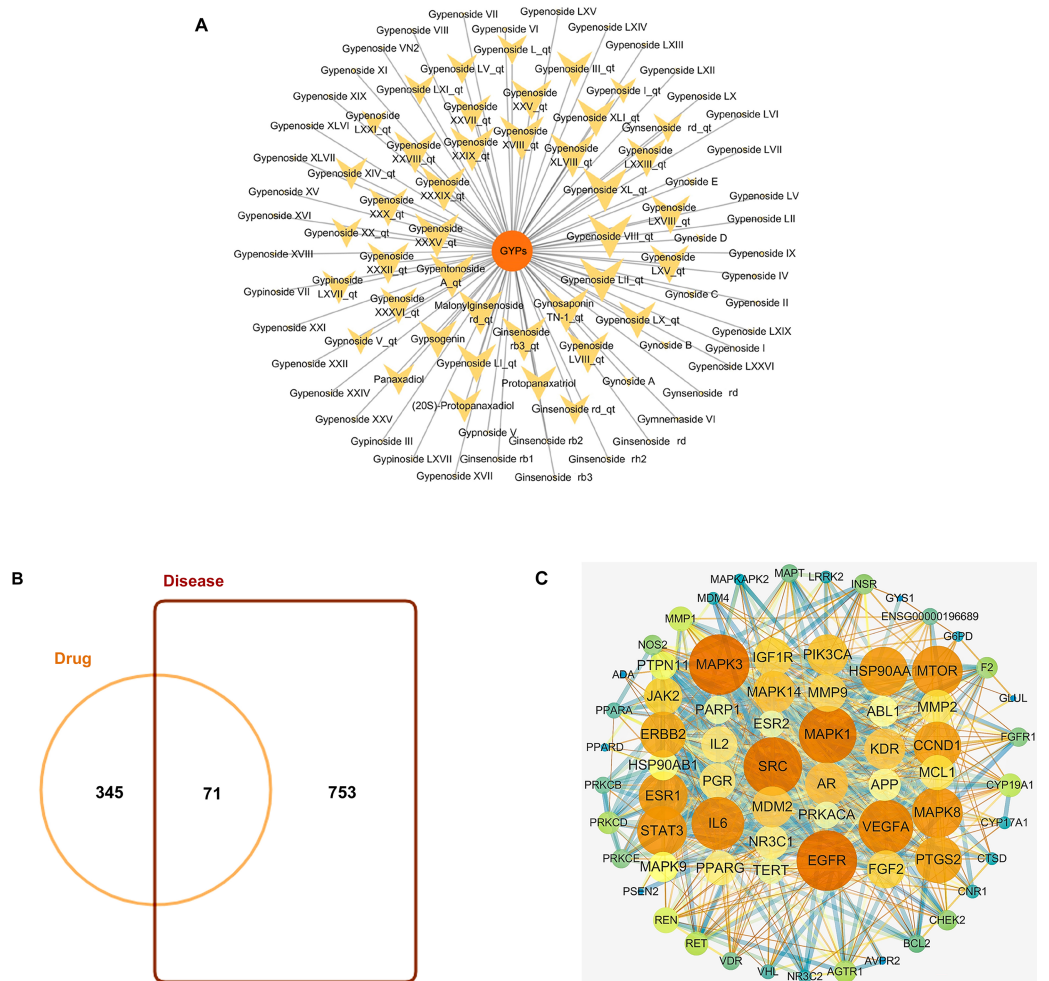 A
Gypenoside VII
Gypenoside LXV
Gypenoside VIII
Gypenoside VI
Gypenoside LXIV
Gypenoside VN2
Gypenoside L_qt
Gypenoside LXIII
Gypenoside XI
Gypenoside LV_qt
Gypenoside III_qt
Gypenoside LXII
Gypenoside XIX
Gypenoside LXI_qt
Gypenoside
XXV_qt
Gypenoside I_qt
Gypenoside LX
Gypenoside XLVI
Gypenoside
LXXI_qt
Gypenoside
XXVII_qt
Gypenoside
XVIII_qt
Gypenoside
XLI_qt
Gynsenoside rd_qt
Gypenoside LVI
Gypenoside XLVII
Gypenoside
XXVIII_qt
Gypenoside
XXIX_qt
Gypenoside
XLVIII_qt
Gypenoside
LXXIII_qt
Gypenoside LVII
Gypenoside XIV_qt
Gypenoside
XXXIX_qt
Gypenoside XL_qt
Gynoside E
Gypenoside XV
Gypenoside
XXX_qt
Gypenoside
LXVIII_qt
Gypenoside LV
Gypenoside XVI
Gypenoside XX_qt
Gypenoside
XXXV_qt
GYPs
Gypenoside VIII_qt
Gynoside D
Gypenoside LII
Gypenoside XVIII
Gypenoside
XXXII_qt
Gypentonoside
A_qt
Gypenoside
LXV_qt
Gypenoside IX
Gypinoside VII
Gypinoside
LXVII_qt
Gypenoside LII_qt
Gypenoside IV
Gypenoside
XXXVI_qt
Malonylginsenoside
rd_qt
Gynosaponin
TN-1_qt
Gynoside C
Gypenoside II
Gypenoside XXI
Gypnoside V_qt
Gypsogenin
Ginsenoside
rb3_qt
Gypenoside LX_qt
Gypenoside LXIX
Gypenoside XXII
Gypenoside LI_qt
Gypenoside
LVIII_qt
Gynoside B
Gypenoside I
Gypenoside XXIV
Panaxadiol
Protopanaxatriol
Gynoside A
Gypenoside LXXVI
Gypenoside XXV
(20S)-Protopanaxadiol
Ginsenoside rd_qt
Gynsenoside rd
Gypinoside III
Gypnoside V
Ginsenoside rb2
Gymnemaside VI
Gypinoside LXVII
Ginsenoside rb1
Ginsenoside rh2
Ginsenoside rd
Gypenoside XVII
Ginsenoside rb3
B
Disease
Drug
345
71
753
C
MAPKAPK2
MAPT
LRRK2
INSR
MDM4
GYS1
MMP1
ENSG00000196689
NOS2
G6PD
PTPN11
MAPK3
IGF1R
PIK3CA
HSP90AA
MTOR
F2
ADA
JAK2
MAPK14
MMP9
GLUL
PPARA
PARP1
ESR2
ABL1
MMP2
ERBB2
MAPK1
FGFR1
PPARD
IL2
KDR
CCND1
HSP90AB1
SRC
MCL1
PRKCB
PGR
AR
APP
CYP19A1
ESR1
MDM2
MAPK8
PRKCD
STAT3
IL6
PRKACA
VEGFA
CYP17A1
PRKCE
NR3C1
EGFR
PTGS2
CTSD
MAPK9
PPARG
TERT
FGF2
PSEN2
CNR1
REN
CHEK2
RET
BCL2
VDR
VHL
NR3C2
AGTR1
AVPR2